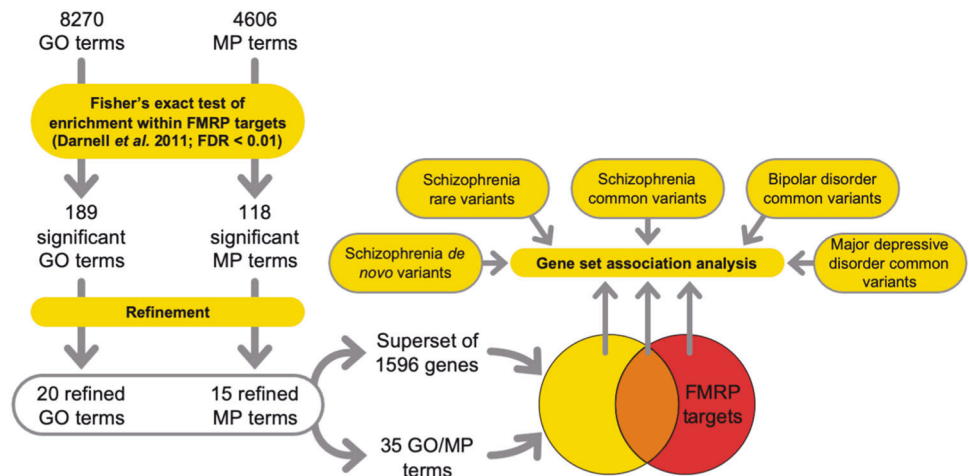 8270
GO terms
4606
MP terms
Fisher's exact test of
enrichment within FMRP targets
(Darnell et al. 2011; FDR < 0.01)
189
significant
GO terms
118
significant
MP terms
Refinement
20 refined
GO terms
15 refined
MP terms
Superset of
1596 genes
35 GO/MP
terms
Schizophrenia
rare variants
Schizophrenia
common variants
Bipolar disorder
common variants
Schizophrenia de
novo variants
Gene set association analysis
Major depressive
disorder common
variants
FMRP
targets